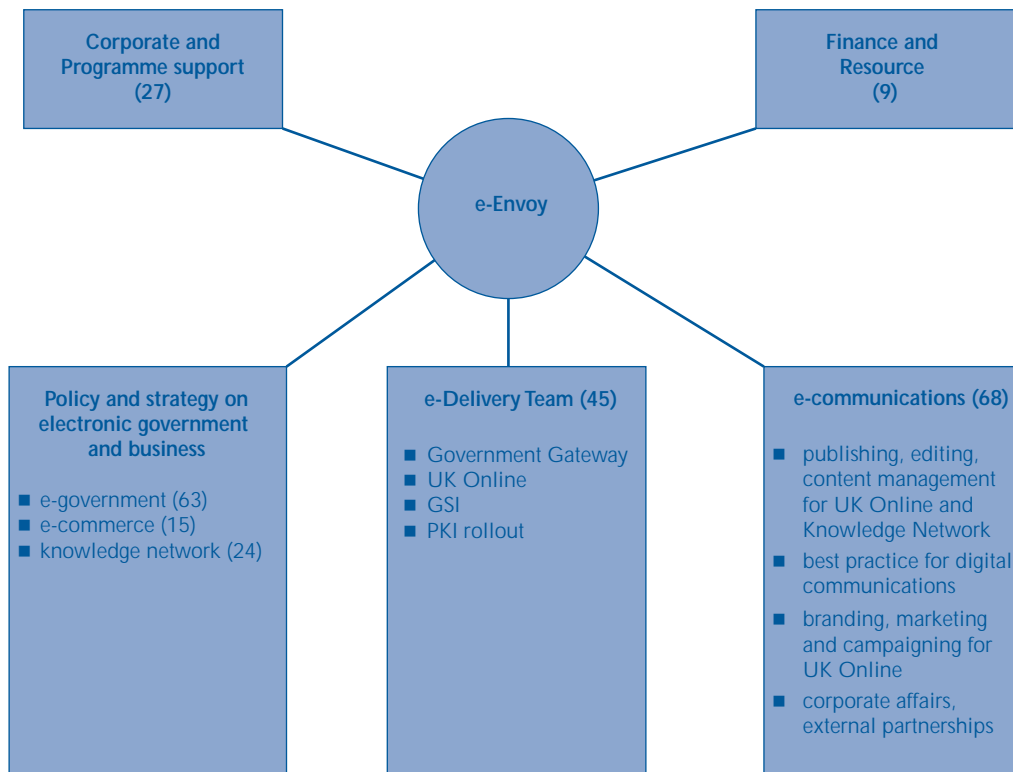 Corporate and
Programme support
(27)
Finance and
Resource
(9)
e-Envoy
Policy and strategy on
electronic government
and business
■ e-government (63)
■ e-commerce (15)
■ knowledge network (24)
e-Delivery Team (45)
■ Government Gateway
■ UK Online
■ GSI
■ PKI rollout
e-communications (68)
■ publishing, editing,
content management
for UK Online and
Knowledge Network
■ best practice for digital
communications
■ branding, marketing
and campaigning for
UK Online
■ corporate affairs,
external partnerships